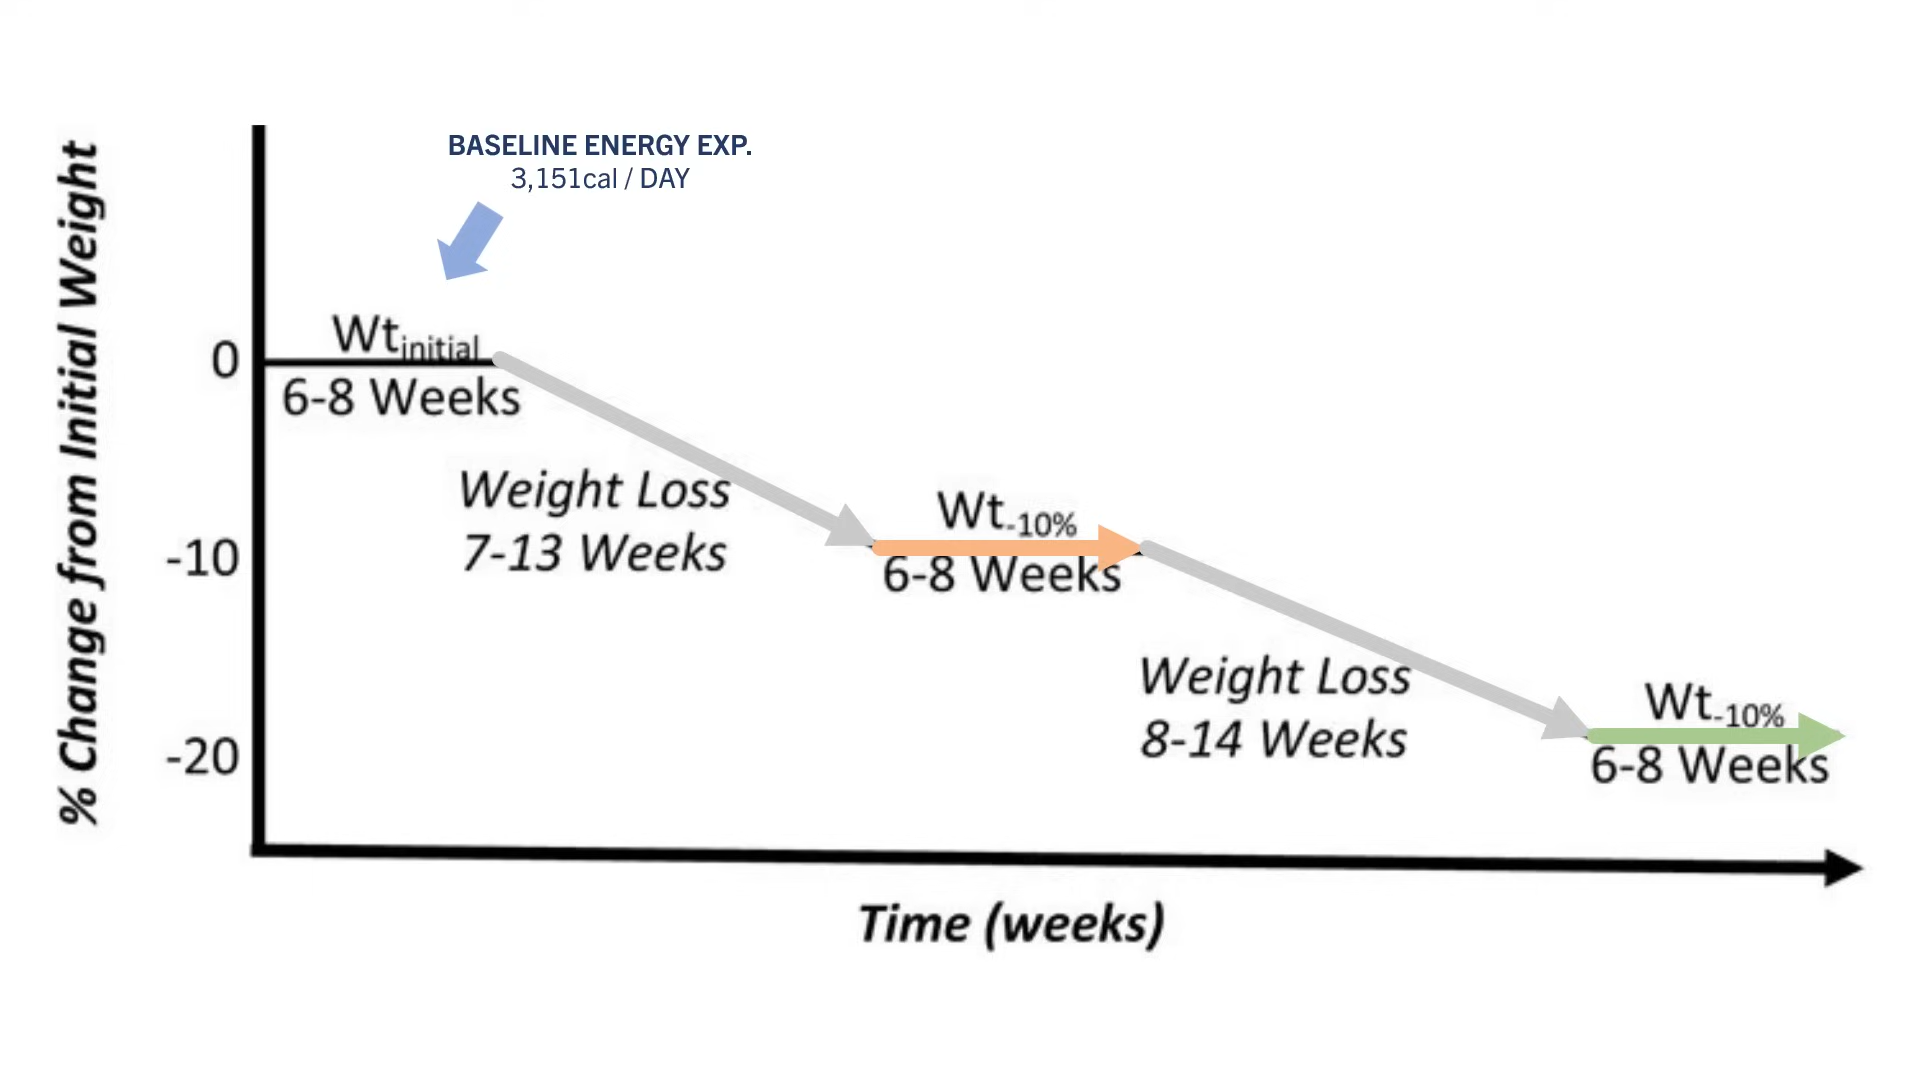 % Change from Initial Weight
BASELINE ENERGY EXP.
3,151cal / DAY
0
Wtinitial
6-8 Weeks
Weight Loss
7-13 Weeks
-10
Wt-10%
6-8 Weeks
Weight Loss
8-14 Weeks
-20
Wt-10%
6-8 Weeks
Time (weeks)